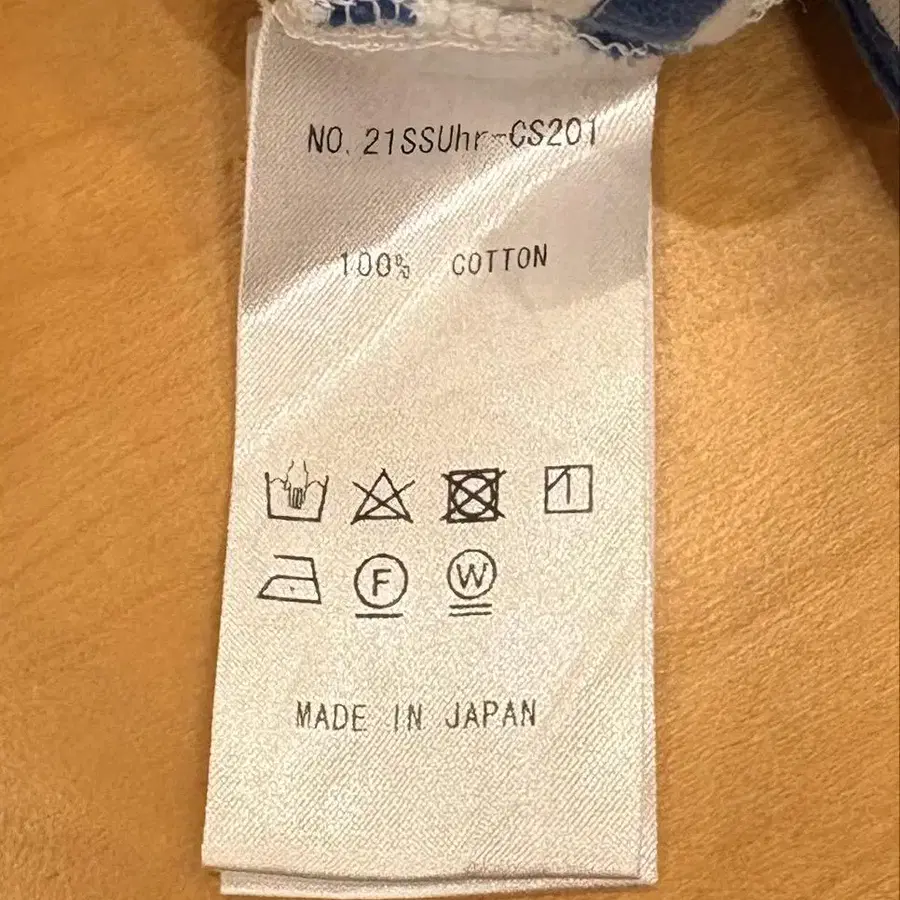 NO. 21SSUhr-CS201
100% COTTON
F W
MADE IN JAPAN